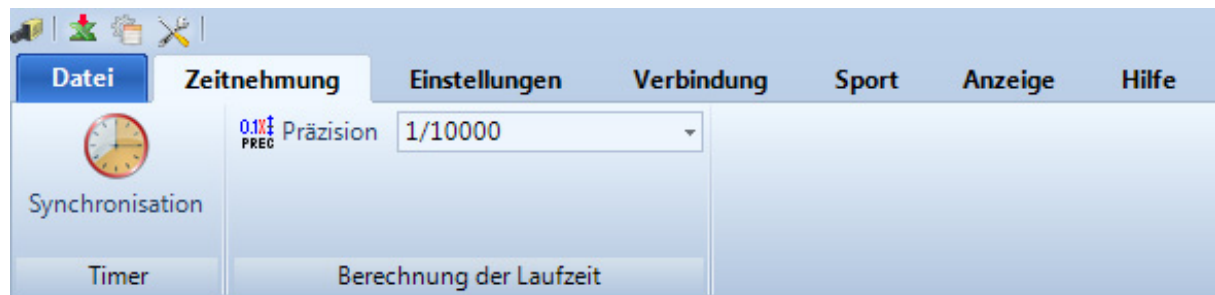 Datei Zeitnehmung Einstellungen Verbindung Sport Anzeige Hilfe
0.1X PREC Präzision 1/10000
Synchronisation
Timer Berechnung der Laufzeit